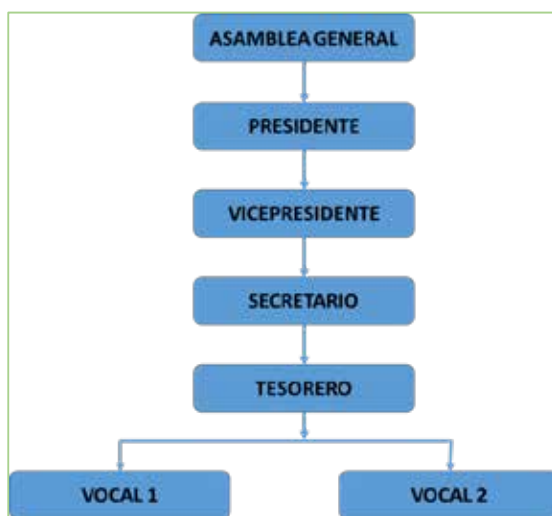 ASAMBLEA GENERAL
PRESIDENTE
VICEPRESIDENTE
SECRETARIO
TESORERO
VOCAL 1
VOCAL 2